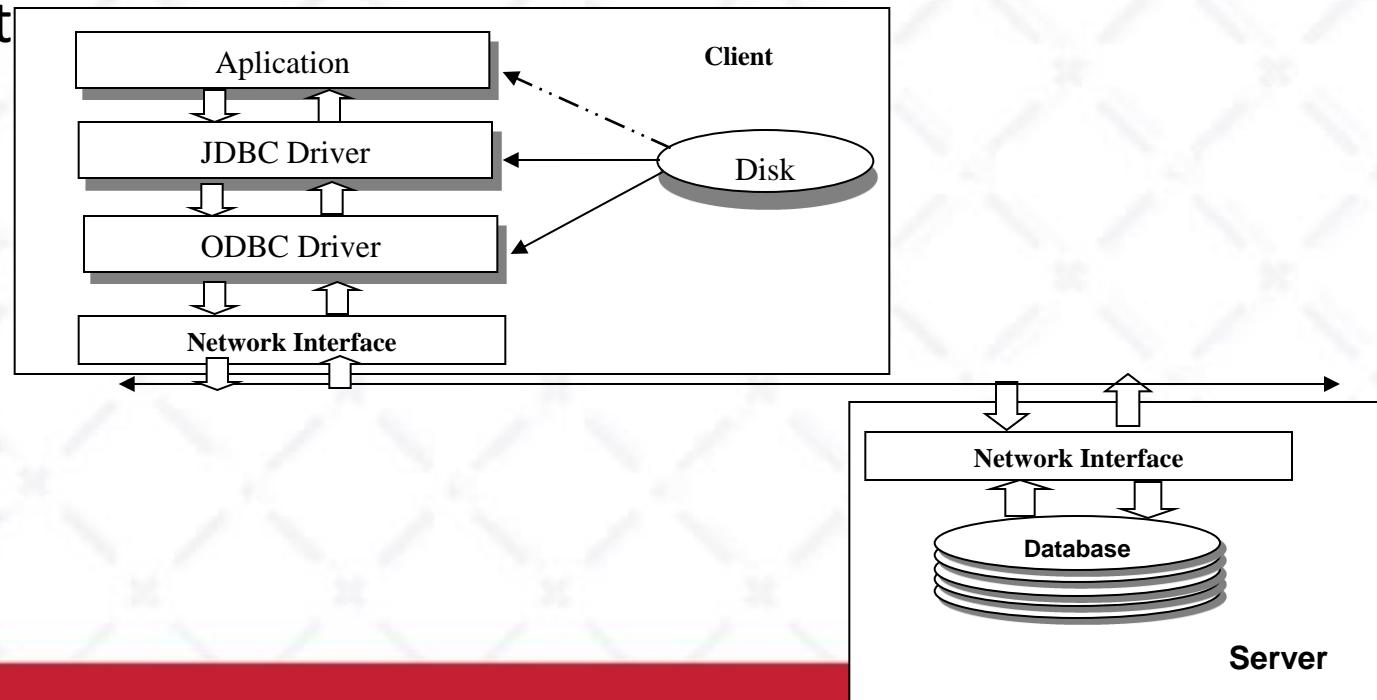 t
Aplication
Client
JDBC Driver
Disk
ODBC Driver
Network Interface
Network Interface
Database
Server